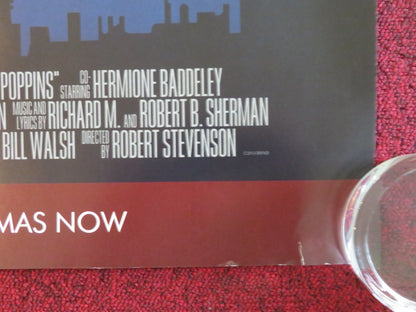 POPPINS" CO-STARRING HERMIONE BADDELEY
N MUSIC AND LYRICS BY RICHARD M. AND ROBERT B. SHERMAN
BILL WALSH DIRECTED BY ROBERT STEVENSON
MAS NOW